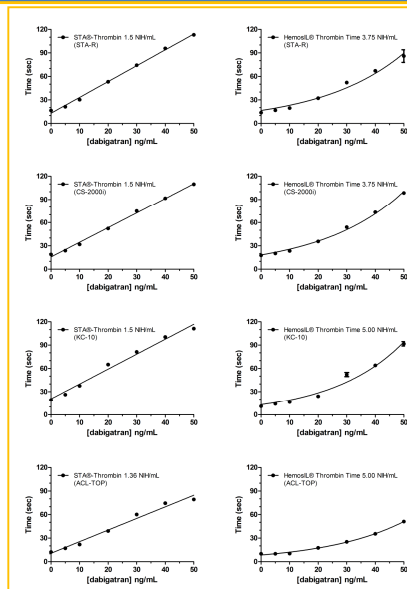 120
90
60
30
0
Time (sec)
STA®-Thrombin 1.5 NIH/mL
(STA-R)
0 10 20 30 40 50
[dabigatran] ng/mL
120
90
60
30
0
Time (sec)
HemosIL® Thrombin Time 3.75 NIH/mL
(STA-R)
0 10 20 30 40 50
[dabigatran] ng/mL
120
90
60
30
0
Time (sec)
STA®-Thrombin 1.5 NIH/mL
(CS-2000i)
0 10 20 30 40 50
[dabigatran] ng/mL
120
90
60
30
0
Time (sec)
HemosIL® Thrombin Time 3.75 NIH/mL
(CS-2000i)
0 10 20 30 40 50
[dabigatran] ng/mL
120
90
60
30
0
Time (sec)
STA®-Thrombin 1.5 NIH/mL
(KC-10)
0 10 20 30 40 50
[dabigatran] ng/mL
120
90
60
30
0
Time (sec)
HemosIL® Thrombin Time 5.00 NIH/mL
(KC-10)
0 10 20 30 40 50
[dabigatran] ng/mL
120
90
60
30
0
Time (sec)
STA®-Thrombin 1.36 NIH/mL
(ACL-TOP)
0 10 20 30 40 50
[dabigatran] ng/mL
120
90
60
30
0
Time (sec)
HemosIL® Thrombin Time 5.00 NIH/mL
(ACL-TOP)
0 10 20 30 40 50
[dabigatran] ng/mL